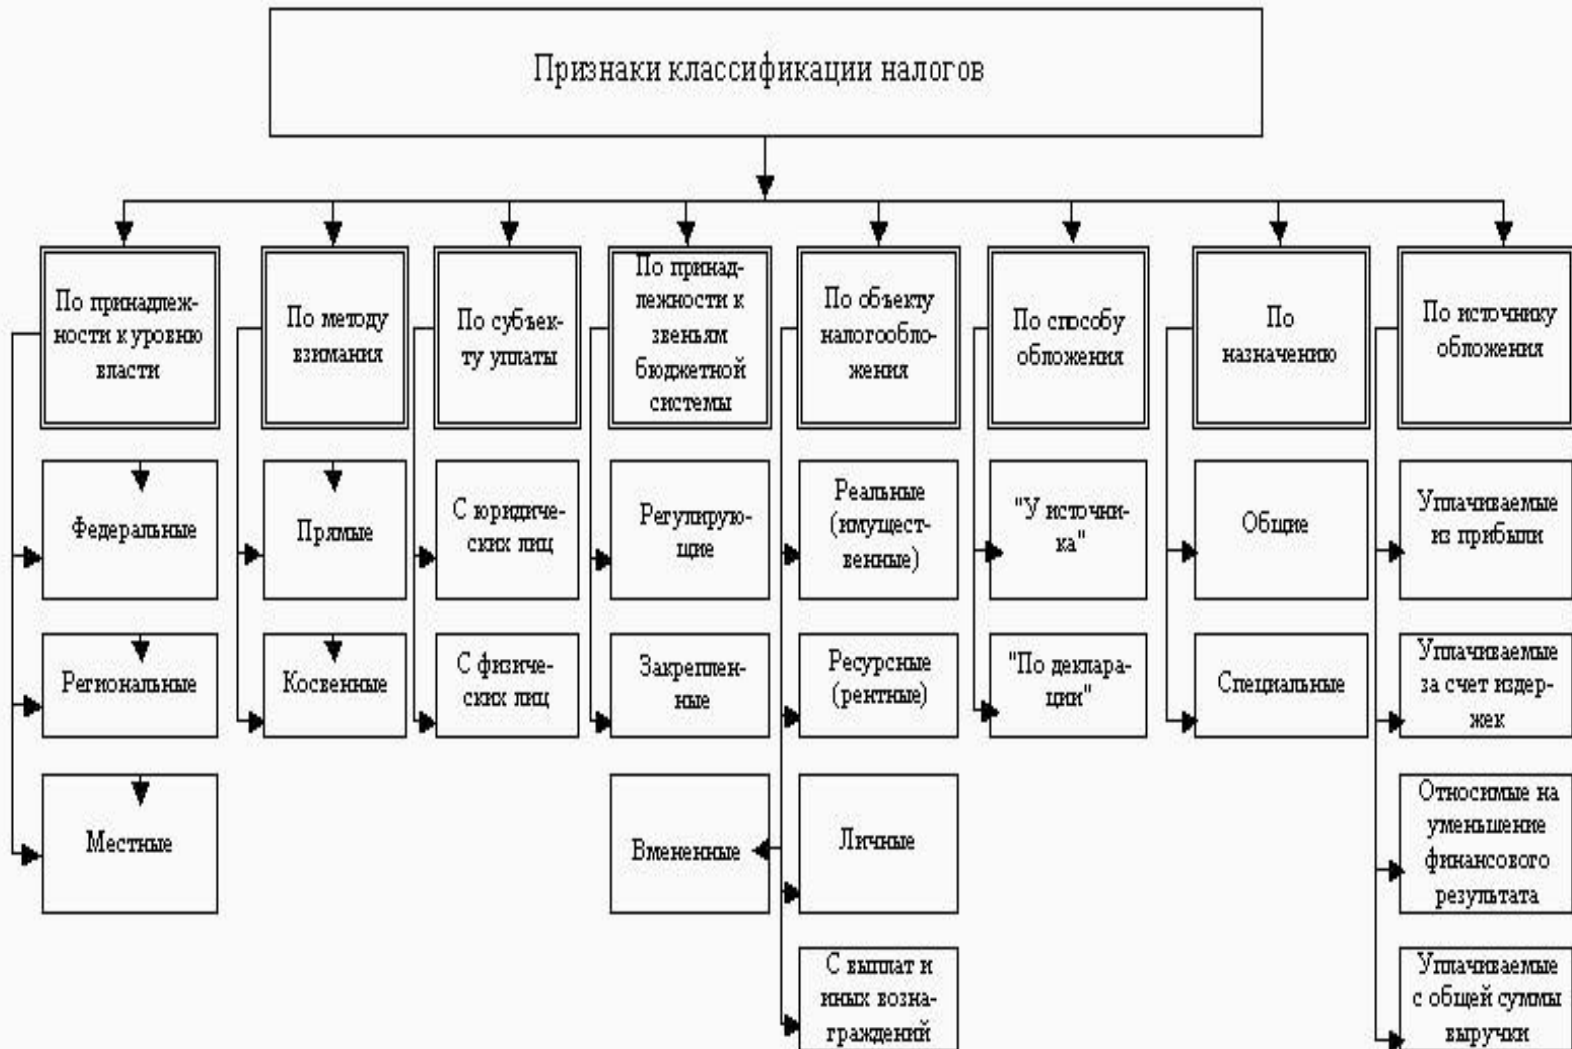 Признаки классификации налогов
По принадлеж-
ности к уровню
власти
По методу
взимания
По субъек-
ту уплаты
По принад-
лежности к
звеньям
бюджетной
системы
По объекту
налогообло-
жения
По способу
обложения
По
назначению
По источнику
обложения
Федеральные
Прямые
С юридиче-
ских лиц
Регулирую-
щие
Реальные
(имущест-
венные)
"У источни-
ка"
Общие
Уплачиваемые
из прибыли
Региональные
Косвенные
С физиче-
ских лиц
Закреплен-
ные
Ресурсные
(рентные)
"По деклара-
ции"
Специальные
Уплачиваемые
за счет издер-
жек
Местные
Вмененные
Личные
Относимые на
уменьшение
финансового
результата
С выплат и
иных возна-
граждений
Уплачиваемые
с общей суммы
выручки